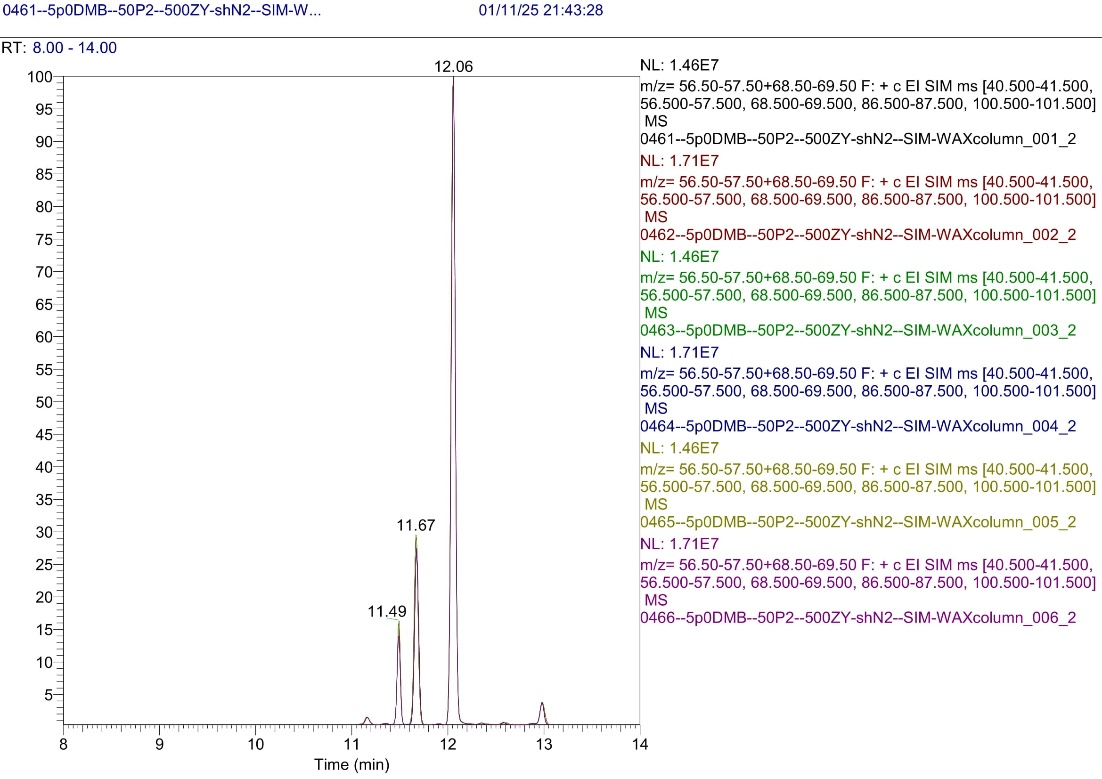 0461--5p0DMB--50P2--500ZY-shN2--SIM-W...
01/11/25 21:43:28
RT: 8.00 - 14.00
NL: 1.46E7
m/z= 56.50-57.50+68.50-69.50 F: + c EI SIM ms [40.500-41.500,
56.500-57.500, 68.500-69.500, 86.500-87.500, 100.500-101.500]
MS
0461--5p0DMB--50P2--500ZY-shN2--SIM-WAXcolumn_001_2
NL: 1.71E7
m/z= 56.50-57.50+68.50-69.50 F: + c EI SIM ms [40.500-41.500,
56.500-57.500, 68.500-69.500, 86.500-87.500, 100.500-101.500]
MS
0462--5p0DMB--50P2--500ZY-shN2--SIM-WAXcolumn_002_2
NL: 1.46E7
m/z= 56.50-57.50+68.50-69.50 F: + c EI SIM ms [40.500-41.500,
56.500-57.500, 68.500-69.500, 86.500-87.500, 100.500-101.500]
MS
0463--5p0DMB--50P2--500ZY-shN2--SIM-WAXcolumn_003_2
NL: 1.71E7
m/z= 56.50-57.50+68.50-69.50 F: + c EI SIM ms [40.500-41.500,
56.500-57.500, 68.500-69.500, 86.500-87.500, 100.500-101.500]
MS
0464--5p0DMB--50P2--500ZY-shN2--SIM-WAXcolumn_004_2
NL: 1.46E7
m/z= 56.50-57.50+68.50-69.50 F: + c EI SIM ms [40.500-41.500,
56.500-57.500, 68.500-69.500, 86.500-87.500, 100.500-101.500]
MS
0465--5p0DMB--50P2--500ZY-shN2--SIM-WAXcolumn_005_2
NL: 1.71E7
m/z= 56.50-57.50+68.50-69.50 F: + c EI SIM ms [40.500-41.500,
56.500-57.500, 68.500-69.500, 86.500-87.500, 100.500-101.500]
MS
0466--5p0DMB--50P2--500ZY-shN2--SIM-WAXcolumn_006_2
12.06
11.67
11.49
100
95
90
85
80
75
70
65
60
55
50
45
40
35
30
25
20
15
10
5
8 9 10 11 12 13 14
Time (min)